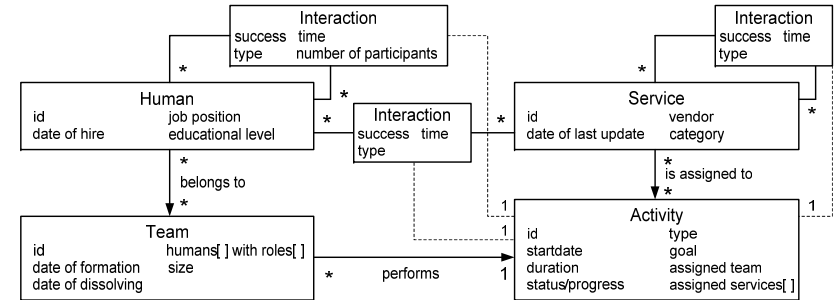 Interaction
success time
type number of participants
Interaction
success time
type
*
*
*
*
Human
id job position
date of hire educational level
*
Interaction
success time
type
*
Service
id vendor
date of last update category
*
belongs to
*
*
is assigned to
*
1
1
1
Team
id humans[ ] with roles[ ]
date of formation size
date of dissolving
*
performs
1
Activity
id type
startdate goal
duration assigned team
status/progress assigned services[ ]